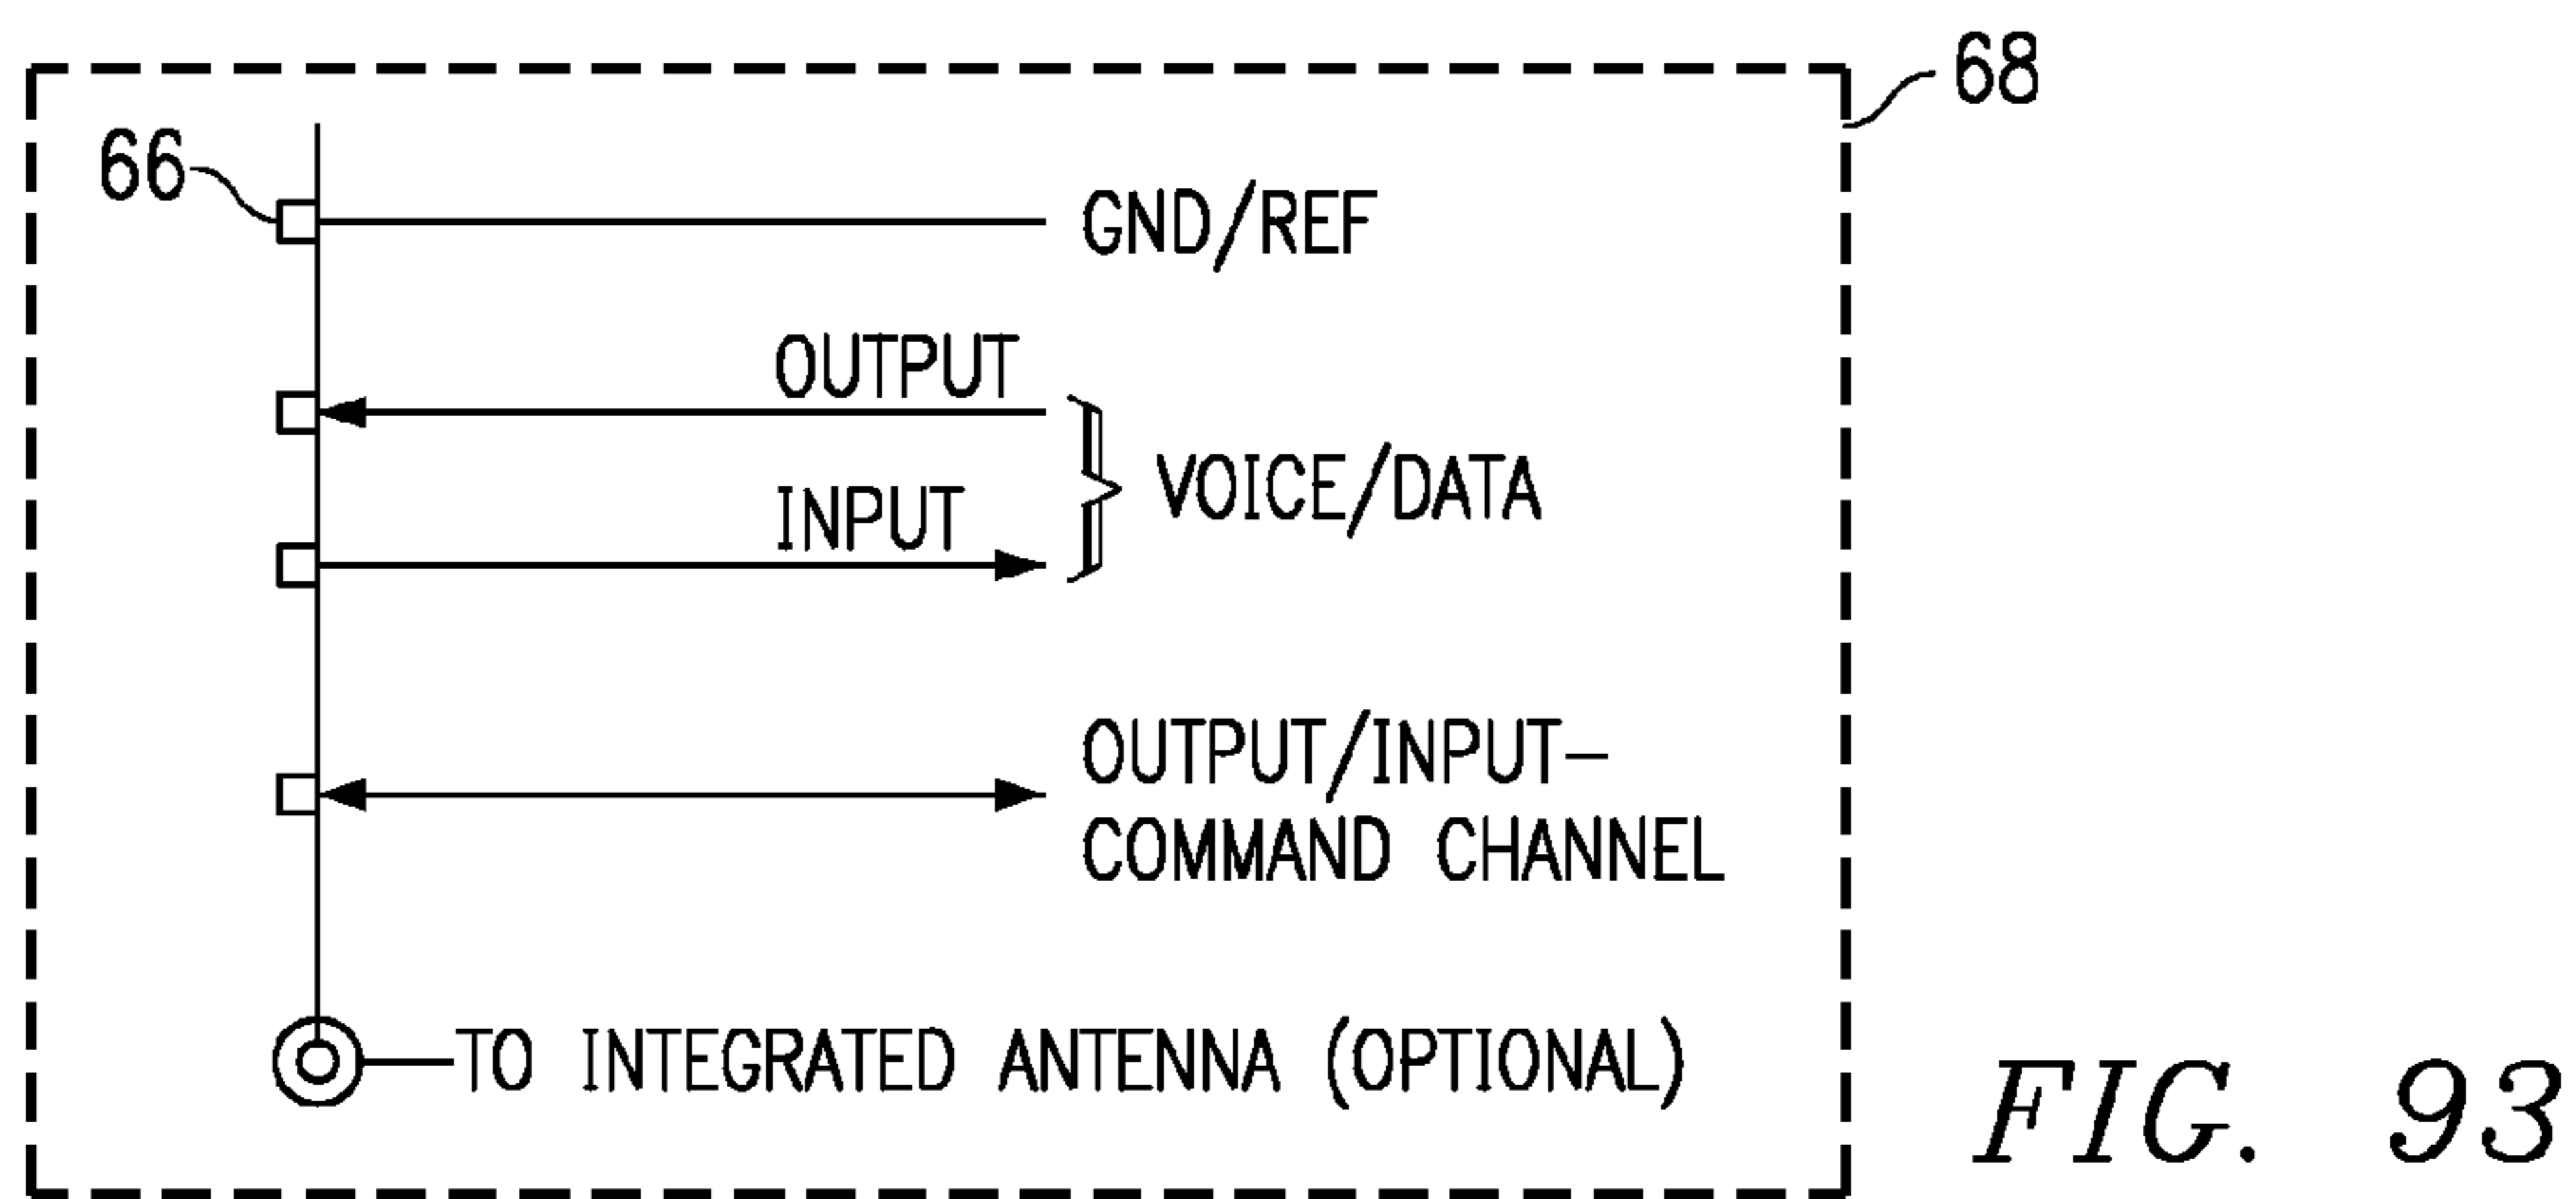 68
66
GND/REF
OUTPUT
INPUT
VOICE/DATA
OUTPUT/INPUT-
COMMAND CHANNEL
TO INTEGRATED ANTENNA (OPTIONAL)
FIG. 93